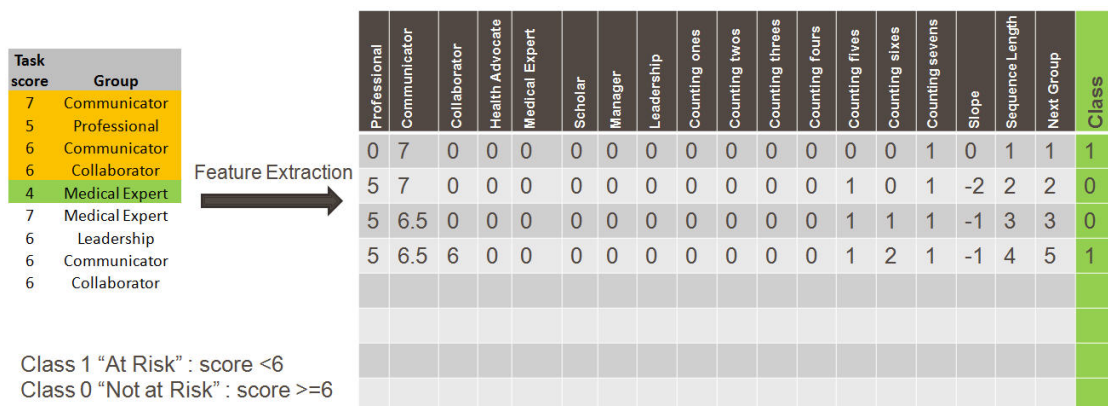 Task score Group
7 Communicator
5 Professional
6 Communicator
6 Collaborator
4 Medical Expert
7 Medical Expert
6 Leadership
6 Communicator
6 Collaborator
Feature Extraction
Professional Communicator Collaborator Health Advocate Medical Expert Scholar Manager Leadership Counting ones Counting twos Counting threes Counting fours Counting fives Counting sixes Counting sevens Slope Sequence Length Next Group Class
0 7 0 0 0 0 0 0 0 0 0 0 0 0 1 0 1 1 1
5 7 0 0 0 0 0 0 0 0 0 0 1 0 1 -2 2 2 0
5 6.5 0 0 0 0 0 0 0 0 0 0 1 1 1 -1 3 3 0
5 6.5 6 0 0 0 0 0 0 0 0 0 1 2 1 -1 4 5 1
Class 1 “At Risk” : score <6
Class 0 “Not at Risk” : score >=6